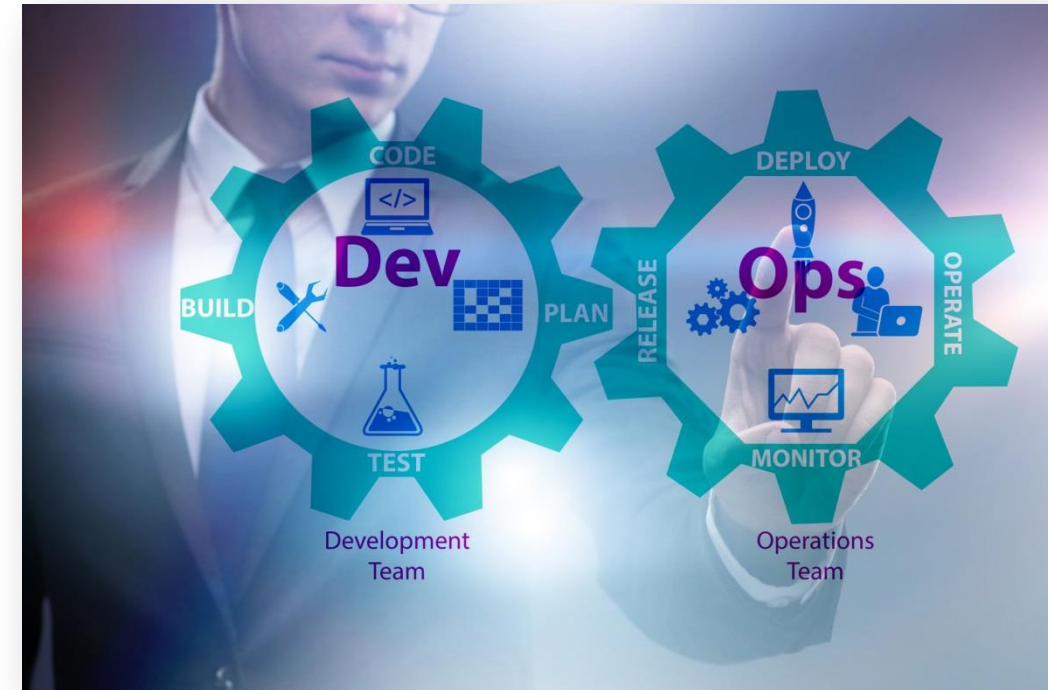 CODE
</>
Dev
BUILD
PLAN
TEST
Development
Team
DEPLOY
Ops
RELEASE
OPERATE
MONITOR
Operations
Team